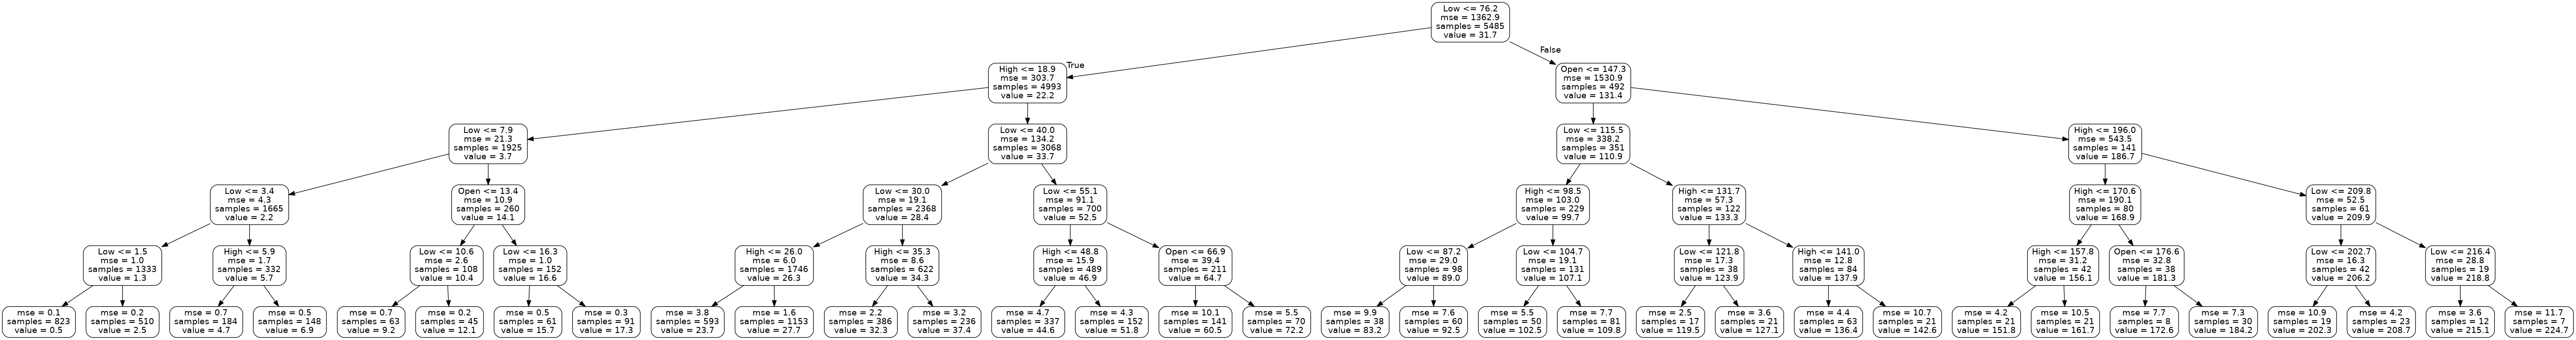 Low <= 76.2
mse = 1362.9
samples = 5485
value = 31.7
True
False
High <= 18.9
mse = 303.7
samples = 4993
value = 22.2
Open <= 147.3
mse = 1530.9
samples = 492
value = 131.4
Low <= 7.9
mse = 21.3
samples = 1925
value = 3.7
Low <= 40.0
mse = 134.2
samples = 3068
value = 33.7
Low <= 115.5
mse = 338.2
samples = 351
value = 110.9
High <= 196.0
mse = 543.5
samples = 141
value = 186.7
Low <= 3.4
mse = 4.3
samples = 1665
value = 2.2
Open <= 13.4
mse = 10.9
samples = 260
value = 14.1
Low <= 30.0
mse = 19.1
samples = 2368
value = 28.4
Low <= 55.1
mse = 91.1
samples = 700
value = 52.5
High <= 98.5
mse = 103.0
samples = 229
value = 99.7
High <= 131.7
mse = 57.3
samples = 122
value = 133.3
High <= 170.6
mse = 190.1
samples = 80
value = 168.9
Low <= 209.8
mse = 52.5
samples = 61
value = 209.9
Low <= 1.5
mse = 1.0
samples = 1333
value = 1.3
High <= 5.9
mse = 1.7
samples = 332
value = 5.7
Low <= 10.6
mse = 2.6
samples = 108
value = 10.4
Low <= 16.3
mse = 1.0
samples = 152
value = 16.6
High <= 26.0
mse = 6.0
samples = 1746
value = 26.3
High <= 35.3
mse = 8.6
samples = 622
value = 34.3
High <= 48.8
mse = 15.9
samples = 489
value = 46.9
Open <= 66.9
mse = 39.4
samples = 211
value = 64.7
Low <= 87.2
mse = 29.0
samples = 98
value = 89.0
Low <= 104.7
mse = 19.1
samples = 131
value = 107.1
Low <= 121.8
mse = 17.3
samples = 38
value = 123.9
High <= 141.0
mse = 12.8
samples = 84
value = 137.9
High <= 157.8
mse = 31.2
samples = 42
value = 156.1
Open <= 176.6
mse = 32.8
samples = 38
value = 181.3
Low <= 202.7
mse = 16.3
samples = 42
value = 206.2
Low <= 216.4
mse = 28.8
samples = 19
value = 218.8
mse = 0.1
samples = 823
value = 0.5
mse = 0.2
samples = 510
value = 2.5
mse = 0.7
samples = 184
value = 4.7
mse = 0.5
samples = 148
value = 6.9
mse = 0.7
samples = 63
value = 9.2
mse = 0.2
samples = 45
value = 12.1
mse = 0.5
samples = 61
value = 15.7
mse = 0.3
samples = 91
value = 17.3
mse = 3.8
samples = 593
value = 23.7
mse = 1.6
samples = 1153
value = 27.7
mse = 2.2
samples = 386
value = 32.3
mse = 3.2
samples = 236
value = 37.4
mse = 4.7
samples = 337
value = 44.6
mse = 4.3
samples = 152
value = 51.8
mse = 10.1
samples = 141
value = 60.5
mse = 5.5
samples = 70
value = 72.2
mse = 9.9
samples = 38
value = 83.2
mse = 7.6
samples = 60
value = 92.5
mse = 5.5
samples = 50
value = 102.5
mse = 7.7
samples = 81
value = 109.8
mse = 2.5
samples = 17
value = 119.5
mse = 3.6
samples = 21
value = 127.1
mse = 4.4
samples = 63
value = 136.4
mse = 10.7
samples = 21
value = 142.6
mse = 4.2
samples = 21
value = 151.8
mse = 10.5
samples = 21
value = 161.7
mse = 7.7
samples = 8
value = 172.6
mse = 7.3
samples = 30
value = 184.2
mse = 10.9
samples = 19
value = 202.3
mse = 4.2
samples = 23
value = 208.7
mse = 3.6
samples = 12
value = 215.1
mse = 11.7
samples = 7
value = 224.7